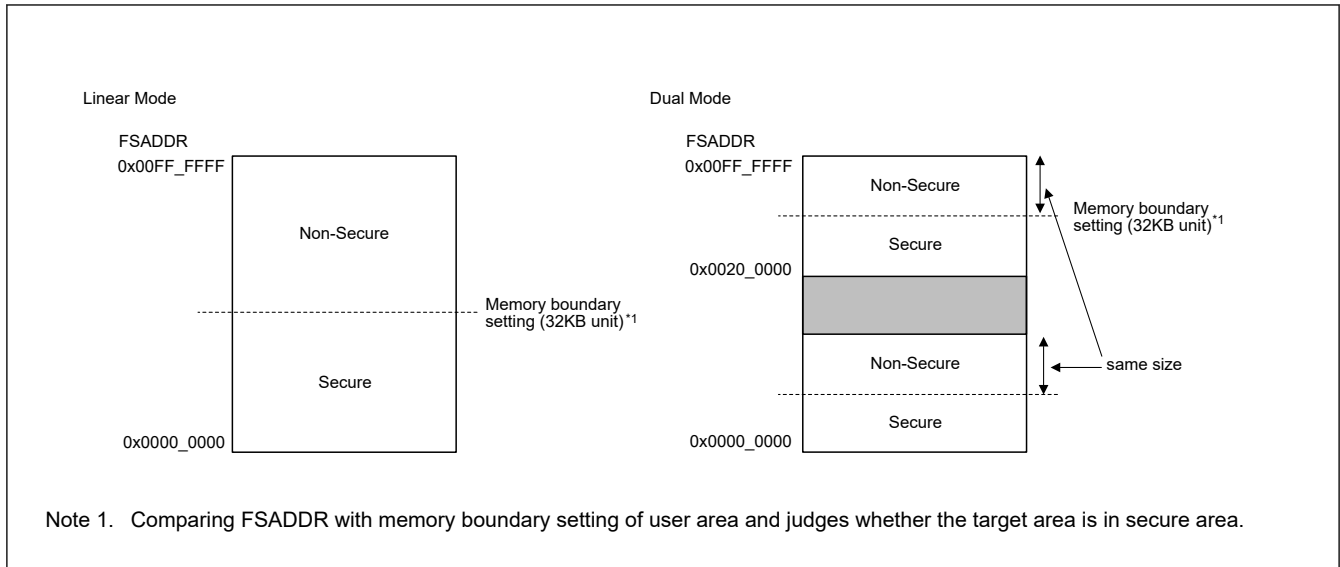 Linear Mode
FSADDR
0x00FF_FFFF
Non-Secure
Memory boundary
setting (32KB unit)*1
Secure
0x0000_0000
Dual Mode
FSADDR
0x00FF_FFFF
Non-Secure
Memory boundary
setting (32KB unit)*1
Secure
0x0020_0000
Non-Secure
same size
Secure
0x0000_0000
Note 1. Comparing FSADDR with memory boundary setting of user area and judges whether the target area is in secure area.